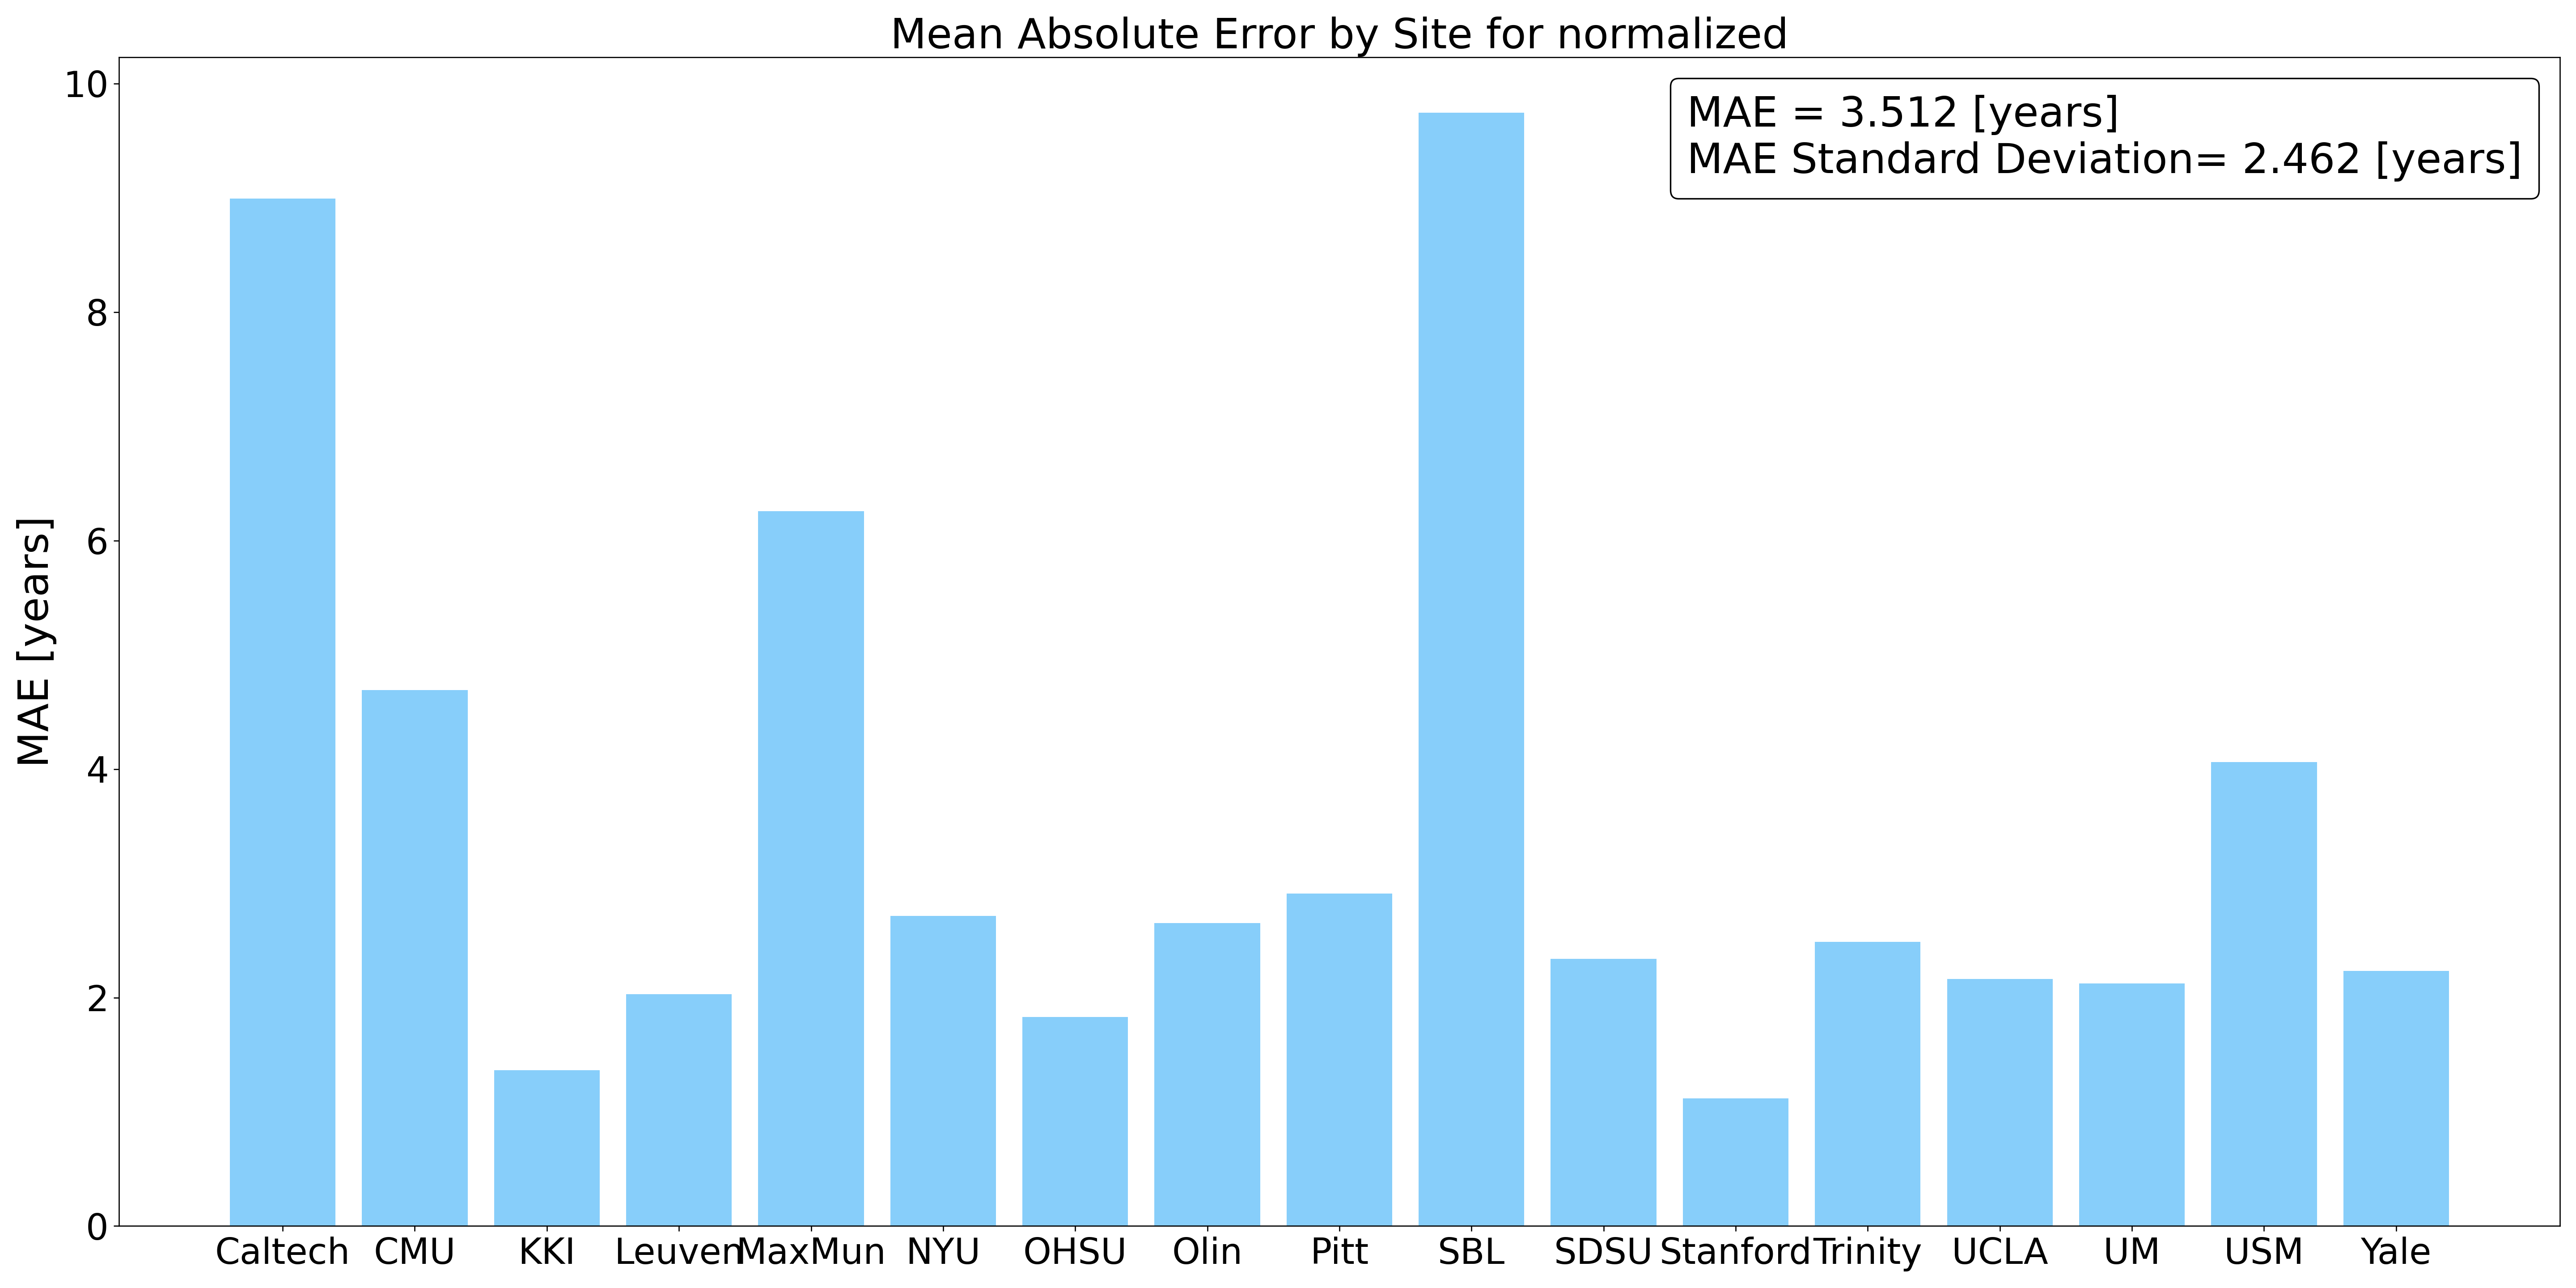 Mean Absolute Error by Site for normalized
MAE = 3.512 [years]
MAE Standard Deviation= 2.462 [years]
MAE [years]
10
8
6
4
2
0
Caltech CMU KKI Leuven MaxMun NYU OHSU Olin Pitt SBL SDSU Stanford Trinity UCLA UM USM Yale